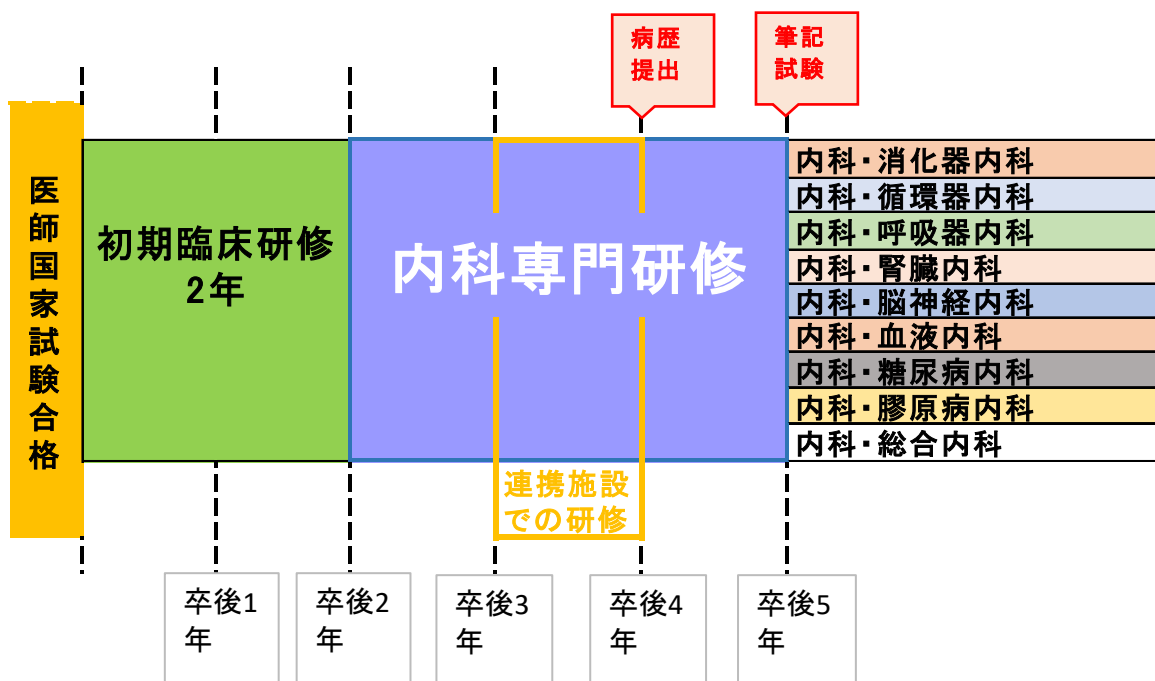 病歴
提出
筆記
試験
医師国家試験合格
初期臨床研修
2年
内科専門研修
連携施設
での研修
内科・消化器内科
内科・循環器内科
内科・呼吸器内科
内科・腎臓内科
内科・脳神経内科
内科・血液内科
内科・糖尿病内科
内科・膠原病内科
内科・総合内科
卒後1
年
卒後2
年
卒後3
年
卒後4
年
卒後5
年